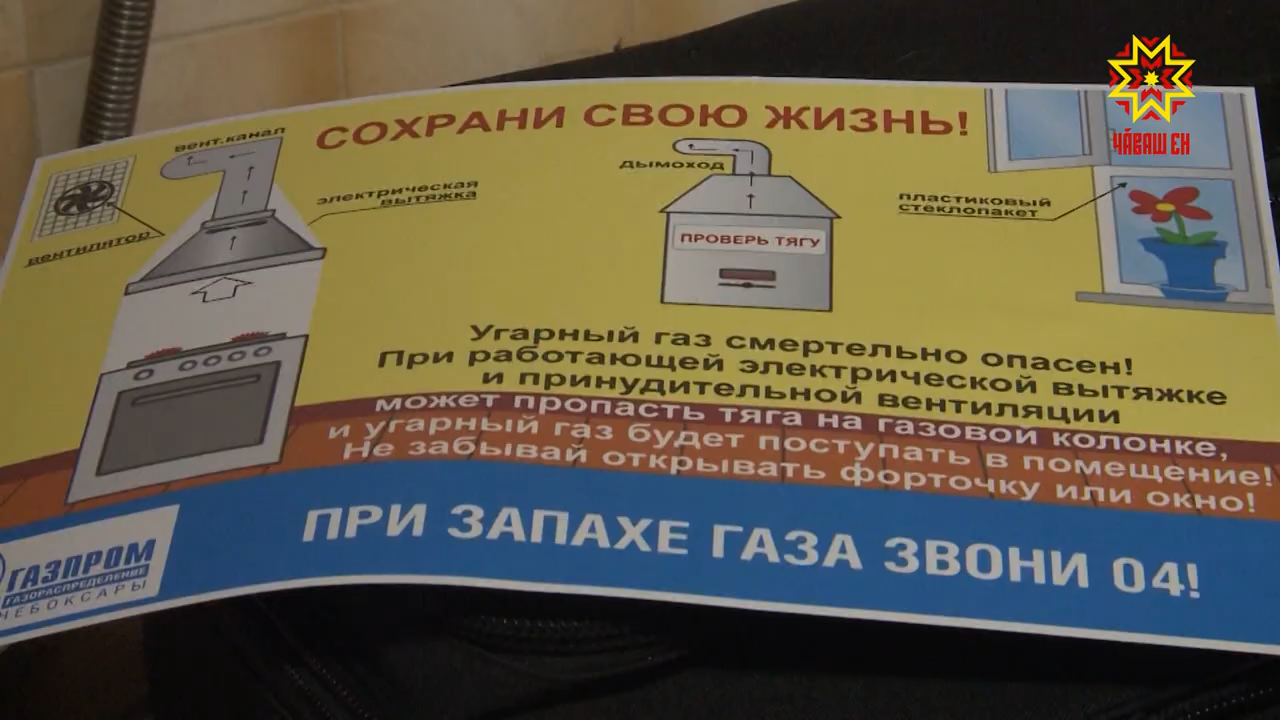 ЧӐВАШ ЕН
СОХРАНИ СВОЮ ЖИЗНЬ!
вент.канал
дымоход
электрическая
вытяжка
пластиковый
стеклопакет
вентилятор
ПРОВЕРЬ ТЯГУ
Угарный газ смертельно опасен!
При работающей электрической вытяжке
и принудительной вентиляции
может пропасть тяга на газовой колонке,
и угарный газ будет поступать в помещение!
Не забывай открывать форточку или окно!
ПРИ ЗАПАХЕ ГАЗА ЗВОНИ 04!
ГАЗПРОМ
ГАЗОРАСПРЕДЕЛЕНИЕ
ЧЕБОКСАРЫ